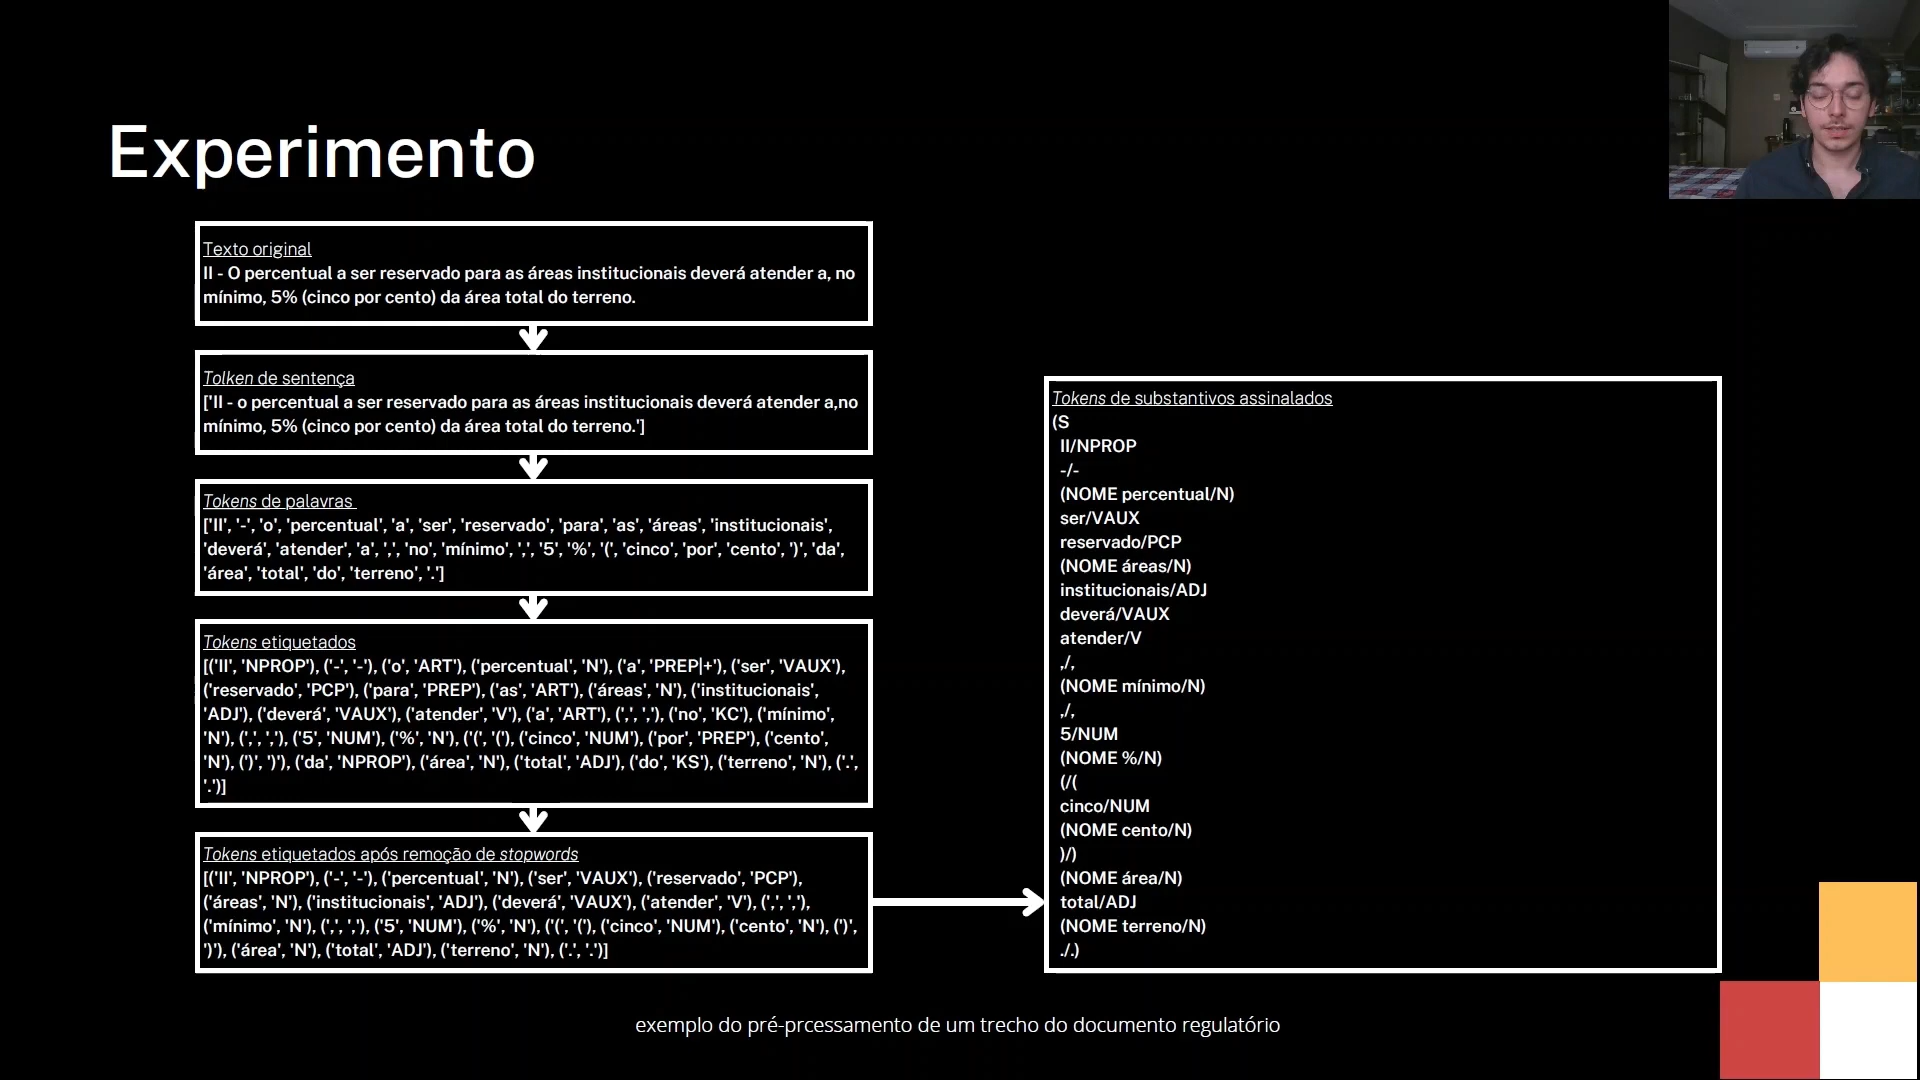 Experimento
Texto original
II - O percentual a ser reservado para as áreas institucionais deverá atender a, no
mínimo, 5% (cinco por cento) da área total do terreno.
Tolken de sentença
['II - o percentual a ser reservado para as áreas institucionais deverá atender a,no
mínimo, 5% (cinco por cento) da área total do terreno.']
Tokens de palavras
['II', '-', 'o', 'percentual', 'a', 'ser', 'reservado', 'para', 'as', 'áreas', 'institucionais',
'deverá', 'atender', 'a', ',', 'no', 'mínimo', ',', '5', '%', '(', 'cinco', 'por', 'cento', ')', 'da',
'área', 'total', 'do', 'terreno', '.']
Tokens etiquetados
[('II', 'NPROP'), ('-', '-'), ('o', 'ART'), ('percentual', 'N'), ('a', 'PREP|+'), ('ser', 'VAUX'),
('reservado', 'PCP'), ('para', 'PREP'), ('as', 'ART'), ('áreas', 'N'), ('institucionais',
'ADJ'), ('deverá', 'VAUX'), ('atender', 'V'), ('a', 'ART'), (',', ','), ('no', 'KC'), ('mínimo',
'N'), (',', ','), ('5', 'NUM'), ('%', 'N'), ('(', '('), ('cinco', 'NUM'), ('por', 'PREP'), ('cento',
'N'), (')', ')'), ('da', 'NPROP'), ('área', 'N'), ('total', 'ADJ'), ('do', 'KS'), ('terreno', 'N'), ('.',
'.')]
Tokens etiquetados após remoção de stopwords
[('II', 'NPROP'), ('-', '-'), ('percentual', 'N'), ('ser', 'VAUX'), ('reservado', 'PCP'),
('áreas', 'N'), ('institucionais', 'ADJ'), ('deverá', 'VAUX'), ('atender', 'V'), (',', ','),
('mínimo', 'N'), (',', ','), ('5', 'NUM'), ('%', 'N'), ('(', '('), ('cinco', 'NUM'), ('cento', 'N'), (')',
')'), ('área', 'N'), ('total', 'ADJ'), ('terreno', 'N'), ('.', '.')]
Tokens de substantivos assinalados
(S
II/NPROP
-/-
(NOME percentual/N)
ser/VAUX
reservado/PCP
(NOME áreas/N)
institucionais/ADJ
deverá/VAUX
atender/V
,/,
(NOME mínimo/N)
,/,
5/NUM
(NOME %/N)
(/(
cinco/NUM
(NOME cento/N)
)/)
(NOME área/N)
total/ADJ
(NOME terreno/N)
./.)
exemplo do pré-prcessamento de um trecho do documento regulatório